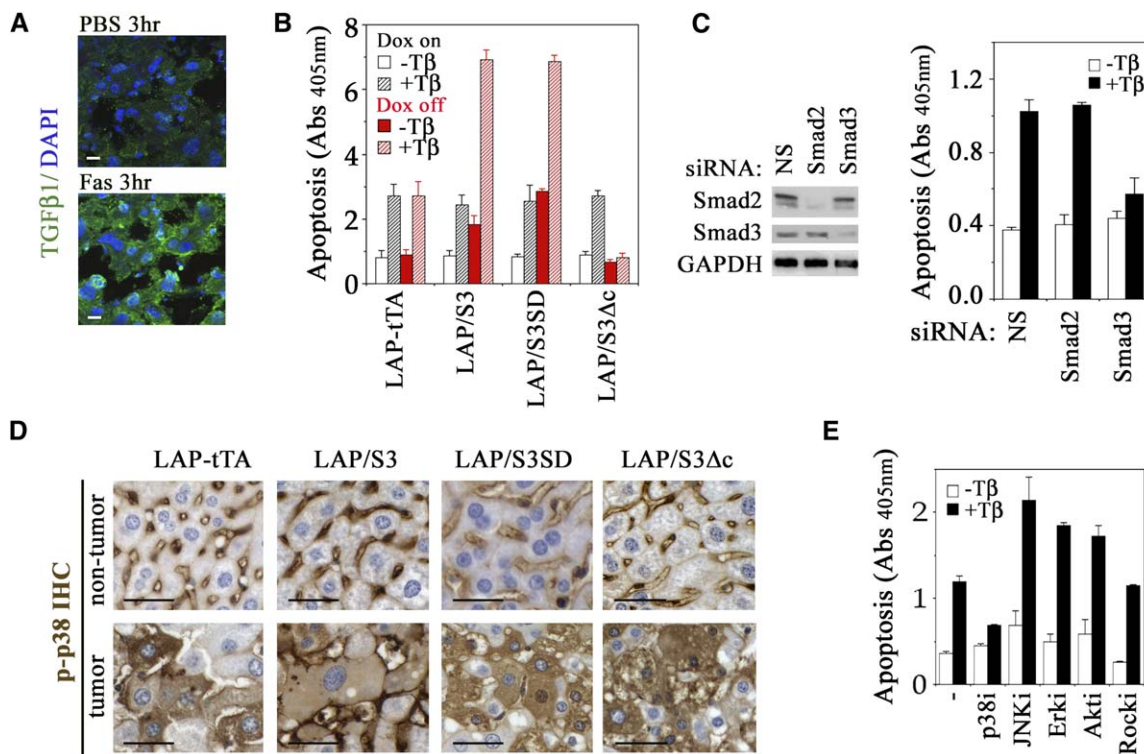 A
PBS 3hr
Fas 3hr
TGFβ1/ DAPI
B
Apoptosis (Abs 405nm)
8
6
4
2
0
Dox on
-Tβ
+Tβ
Dox off
-Tβ
+Tβ
LAP-tTA
LAP/S3
LAP/S3SD
LAP/S3Δc
C
siRNA: NS Smad2 Smad3
Smad2
Smad3
GAPDH
Apoptosis (Abs 405nm)
1.2
0.8
0.4
0.0
-Tβ
+Tβ
siRNA: NS Smad2 Smad3
D
LAP-tTA LAP/S3 LAP/S3SD LAP/S3Δc
p-p38 IHC
non-tumor
tumor
E
Apoptosis (Abs 405nm)
2
1
0
-Tβ
+Tβ
-
p38i
JNKi
Erki
Akti
Rocki